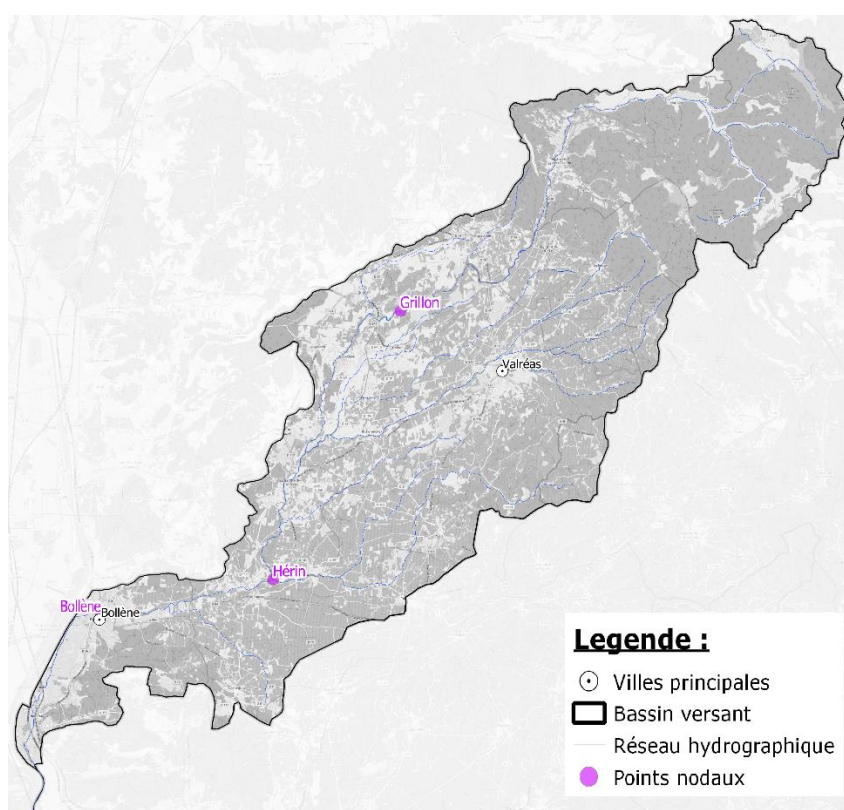 Grillon
Valréas
Hérin
Bollène
Bollène
Legende :
Villes principales
Bassin versant
Réseau hydrographique
Points nodaux